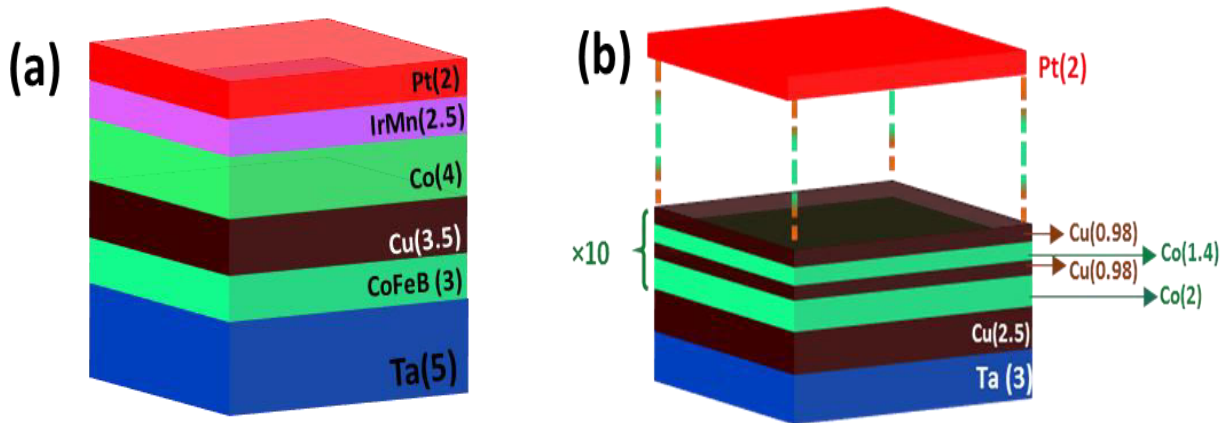 (a)
Pt(2)
IrMn(2.5)
Co(4)
Cu(3.5)
CoFeB (3)
Ta(5)
(b)
Pt(2)
×10
Cu(0.98)
Co(1.4)
Cu(0.98)
Co(2)
Cu(2.5)
Ta (3)